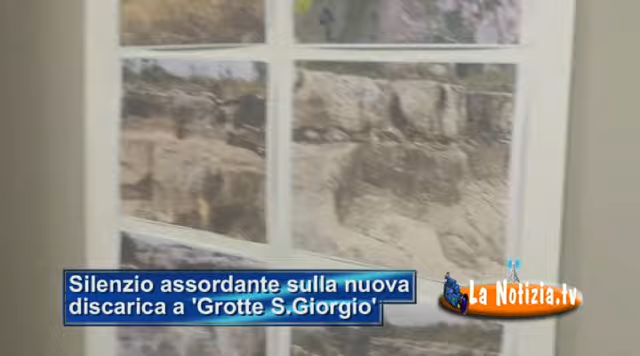 Silenzio assordante sulla nuova
discarica a 'Grotte S.Giorgio'
La Notizia.tv